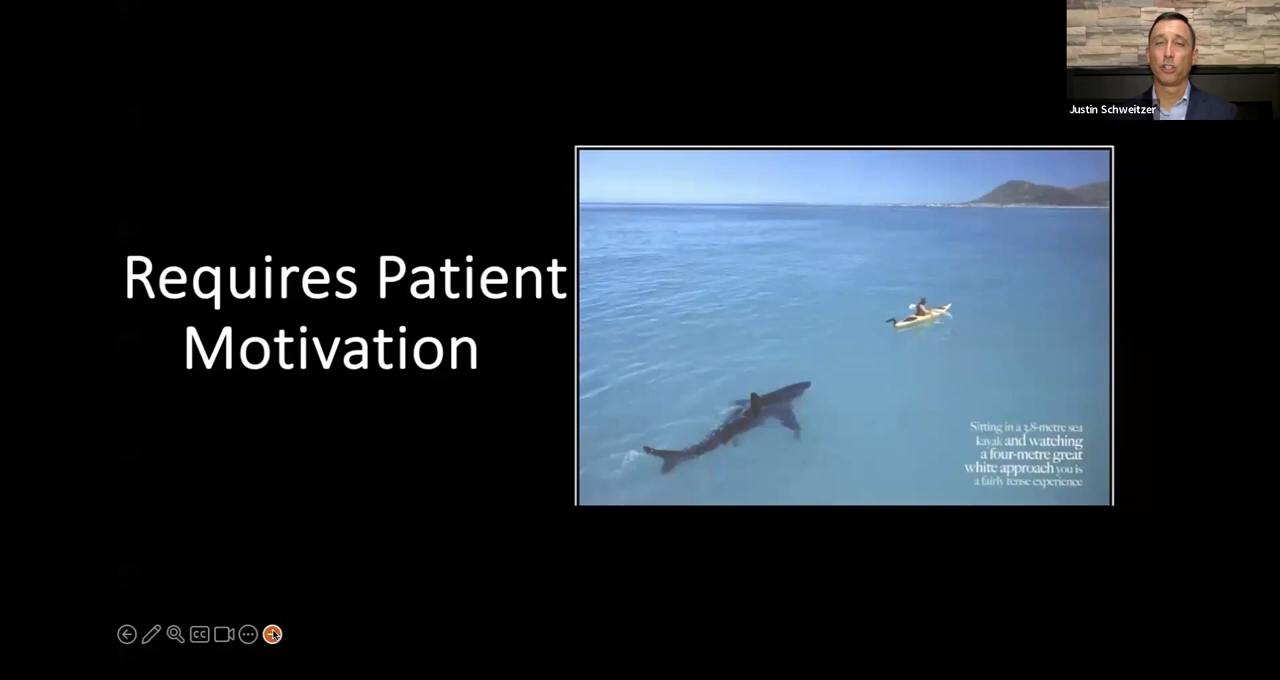 Justin Schweitzer
Requires Patient
Motivation
Sitting in a 3.8-metre sea
kayak and watching
a four-metre great
white approach you is
a fairly tense experience
CC